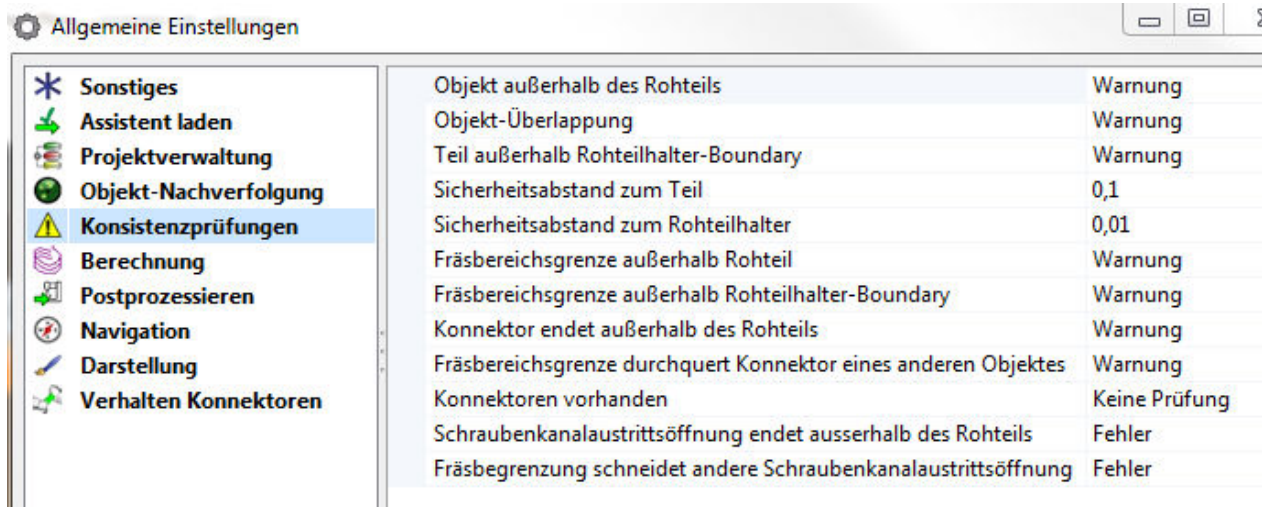 Allgemeine Einstellungen
Sonstiges
Assistent laden
Projektverwaltung
Objekt-Nachverfolgung
Konsistenzprüfungen
Berechnung
Postprozessieren
Navigation
Darstellung
Verhalten Konnektoren
Objekt außerhalb des Rohteils Warnung
Objekt-Überlappung Warnung
Teil außerhalb Rohteilhalter-Boundary Warnung
Sicherheitsabstand zum Teil 0,1
Sicherheitsabstand zum Rohteilhalter 0,01
Fräsbereichsgrenze außerhalb Rohteil Warnung
Fräsbereichsgrenze außerhalb Rohteilhalter-Boundary Warnung
Konnektor endet außerhalb des Rohteils Warnung
Fräsbereichsgrenze durchquert Konnektor eines anderen Objektes Warnung
Konnektoren vorhanden Keine Prüfung
Schraubenkanalaustrittsöffnung endet ausserhalb des Rohteils Fehler
Fräsbegrenzung schneidet andere Schraubenkanalaustrittsöffnung Fehler